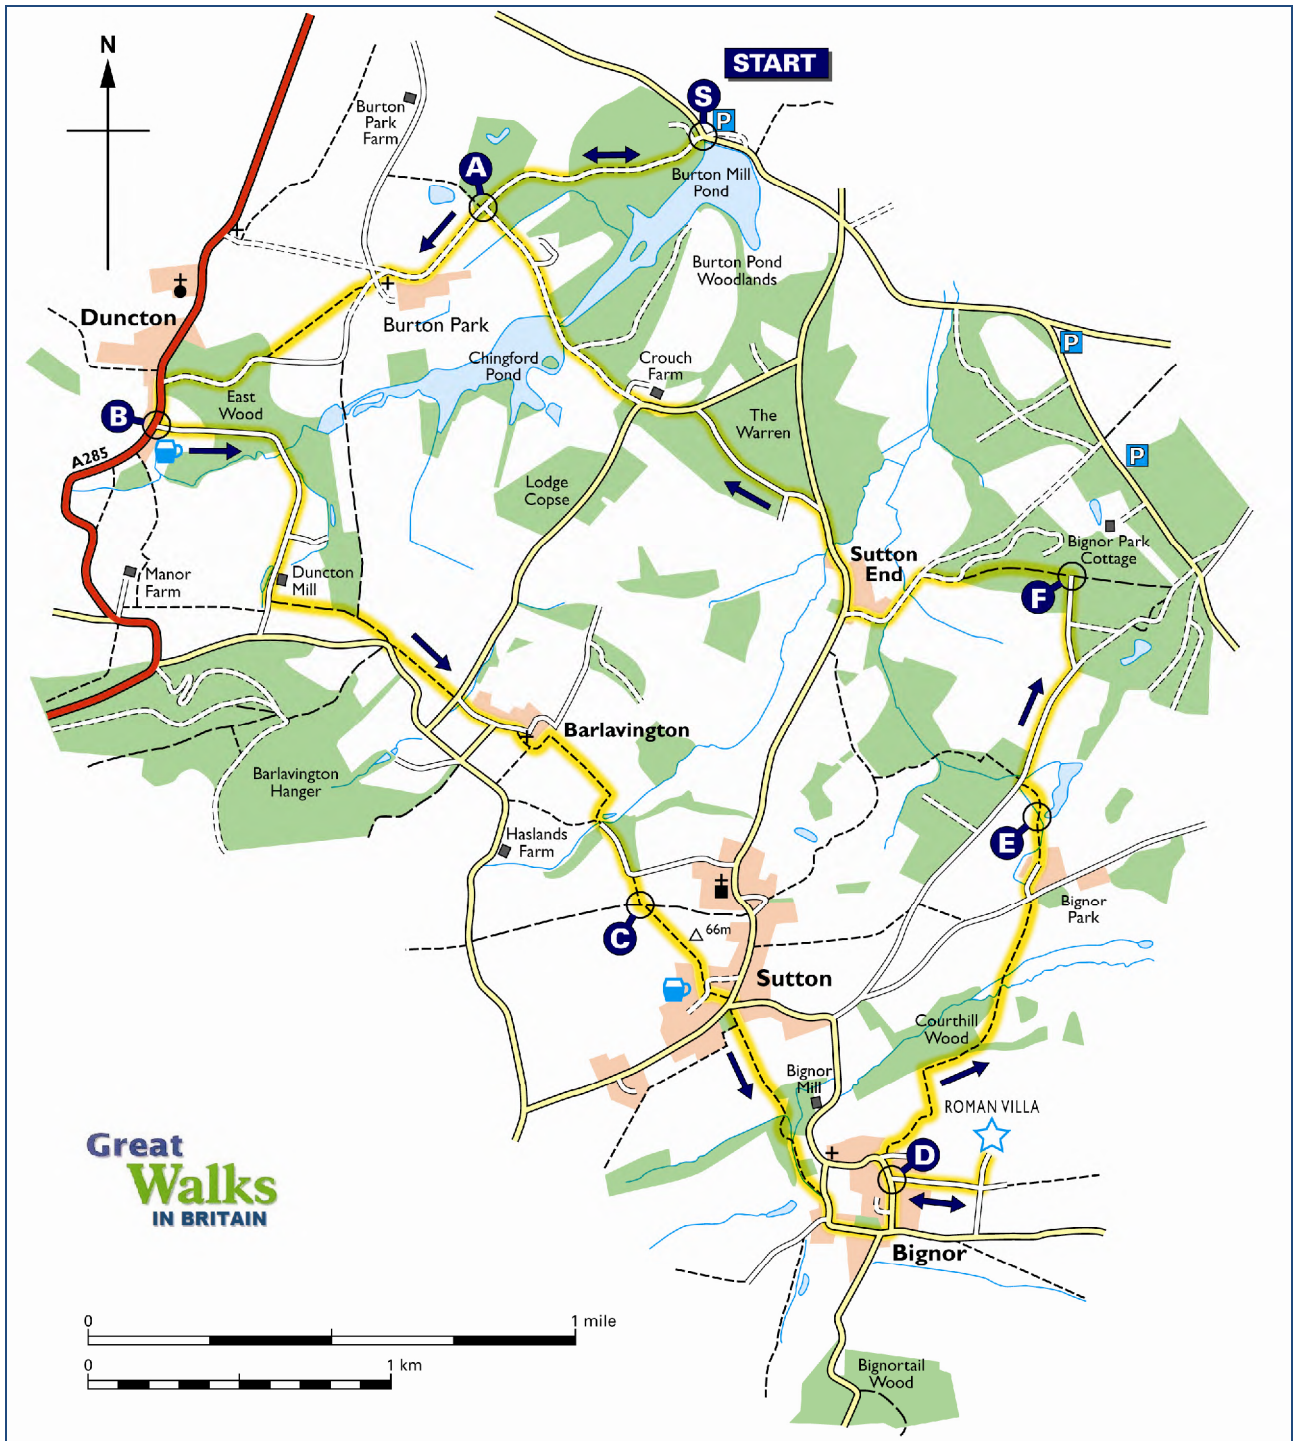 N
START
S
P
Burton
Park
Farm
A
Burton Mill
Pond
Burton Pond
Woodlands
Duncton
Burton Park
P
Chingford
Pond
Crouch
Farm
East
Wood
B
The
Warren
A285
P
Lodge
Copse
Sutton
End
Bignor Park
Cottage
Manor
Farm
Duncton
Mill
F
Barlavington
Barlavington
Hanger
Haslands
Farm
E
Bignor
Park
C
66m
Sutton
Courthill
Wood
Bignor
Mill
ROMAN VILLA
Great
Walks
IN BRITAIN
D
Bignor
0
1 mile
0
1 km
Bignortail
Wood